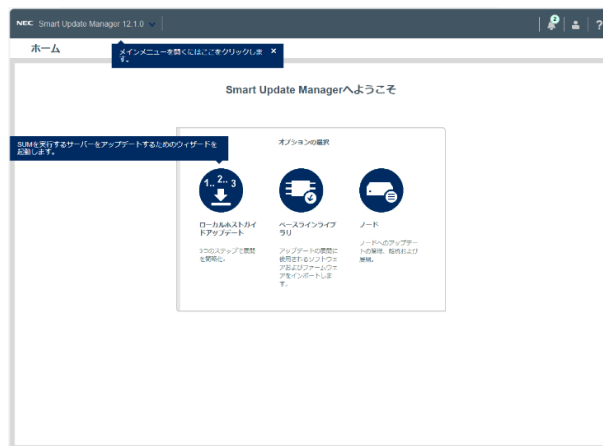 NEC Smart Update Manager 12.1.0
2
?
ホーム
メインメニューを開くにはここをクリックしま
す。
×
Smart Update Managerへようこそ
SUMを実行するサーバーをアップデートするためのウィザードを
起動します。
オプションの選択
1.. 2.. 3
ローカルホストガイ
ドアップデート
3つのステップで展開
を簡略化。
ベースラインライブ
ラリ
アップデートの展開に
使用されるソフトウェ
アおよびファームウェ
アをインポートしま
す。
ノード
ノードへのアップデー
トの管理、監視および
展開。